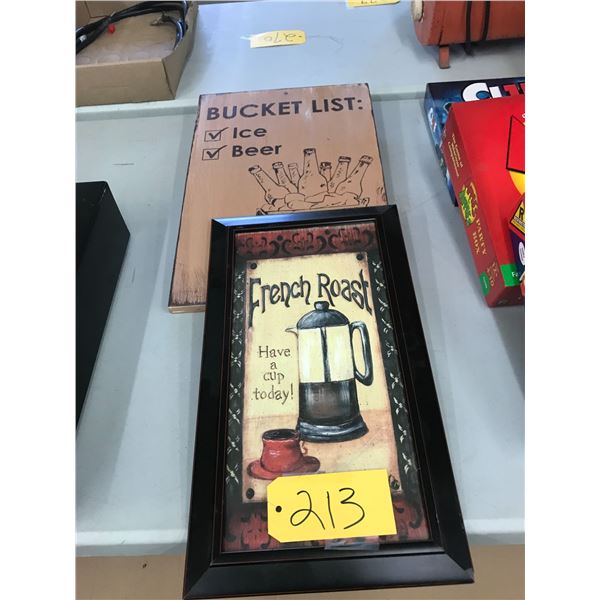 BUCKET LIST:
Ice
Beer
French Roast
Have
a
cup
today!
213